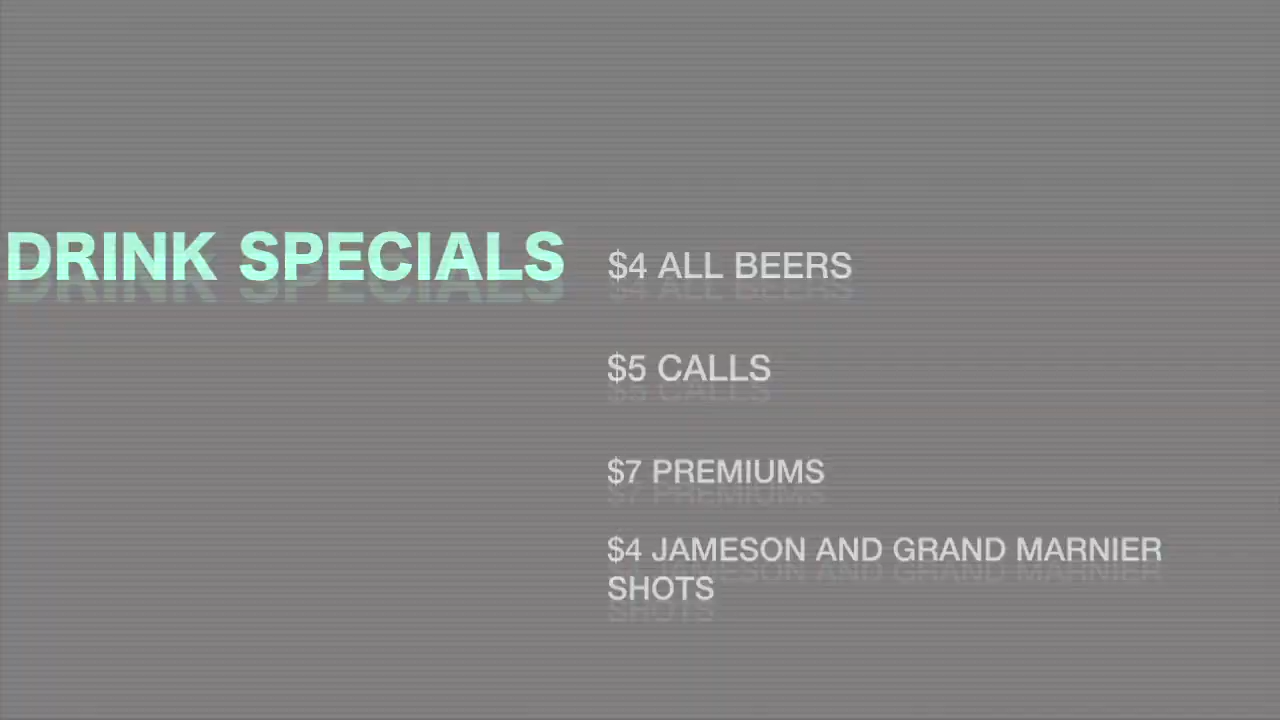 DRINK SPECIALS
$4 ALL BEERS
$5 CALLS
$7 PREMIUMS
$4 JAMESON AND GRAND MARNIER
SHOTS